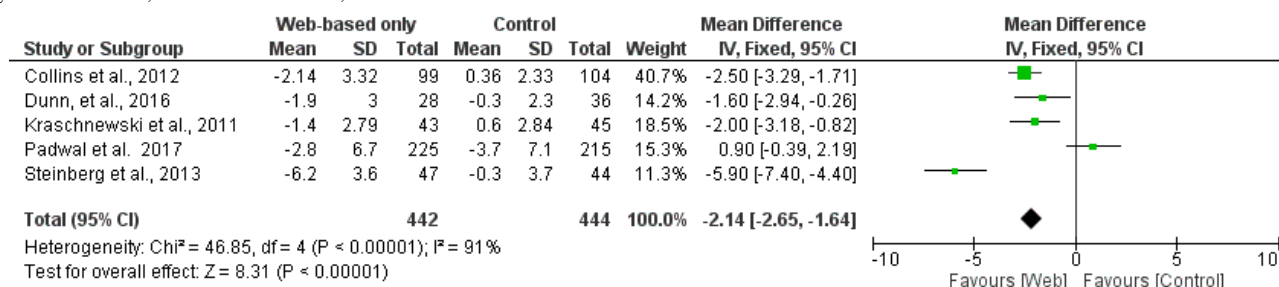 Web-based only Control Mean Difference Mean Difference
Study or Subgroup Mean SD Total Mean SD Total Weight IV, Fixed, 95% CI IV, Fixed, 95% CI
Collins et al., 2012 -2.14 3.32 99 0.36 2.33 104 40.7% -2.50 [-3.29, -1.71]
Dunn, et al., 2016 -1.9 3 28 -0.3 2.3 36 14.2% -1.60 [-2.94, -0.26]
Kraschnewski et al., 2011 -1.4 2.79 43 0.6 2.84 45 18.5% -2.00 [-3.18, -0.82]
Padwal et al. 2017 -2.8 6.7 225 -3.7 7.1 215 15.3% 0.90 [-0.39, 2.19]
Steinberg et al., 2013 -6.2 3.6 47 -0.3 3.7 44 11.3% -5.90 [-7.40, -4.40]
Total (95% CI) 442 444 100.0% -2.14 [-2.65, -1.64]
Heterogeneity: Chi² = 46.85, df = 4 (P < 0.00001); I² = 91%
Test for overall effect: Z = 8.31 (P < 0.00001)
-10 -5 0 5 10
Favours [Web] Favours [Control]